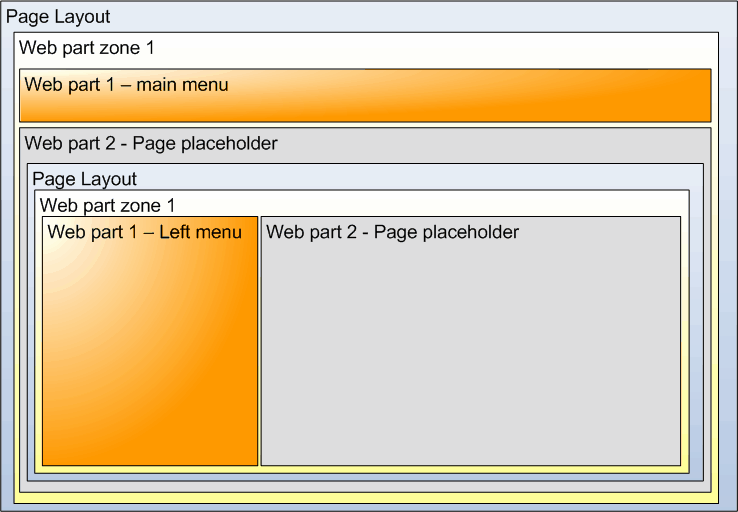 Page Layout
Web part zone 1
Web part 1 – main menu
Web part 2 - Page placeholder
Page Layout
Web part zone 1
Web part 1 – Left menu
Web part 2 - Page placeholder